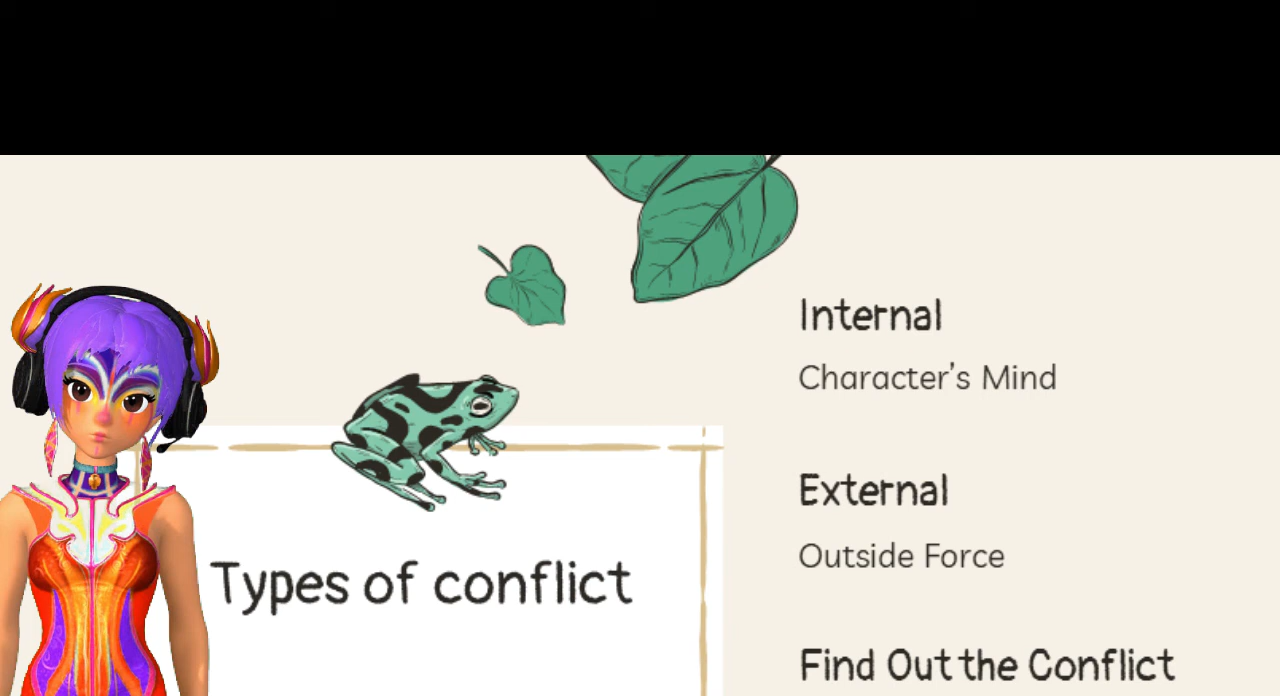 Types of conflict
Internal
Character's Mind
External
Outside Force
Find Out the Conflict